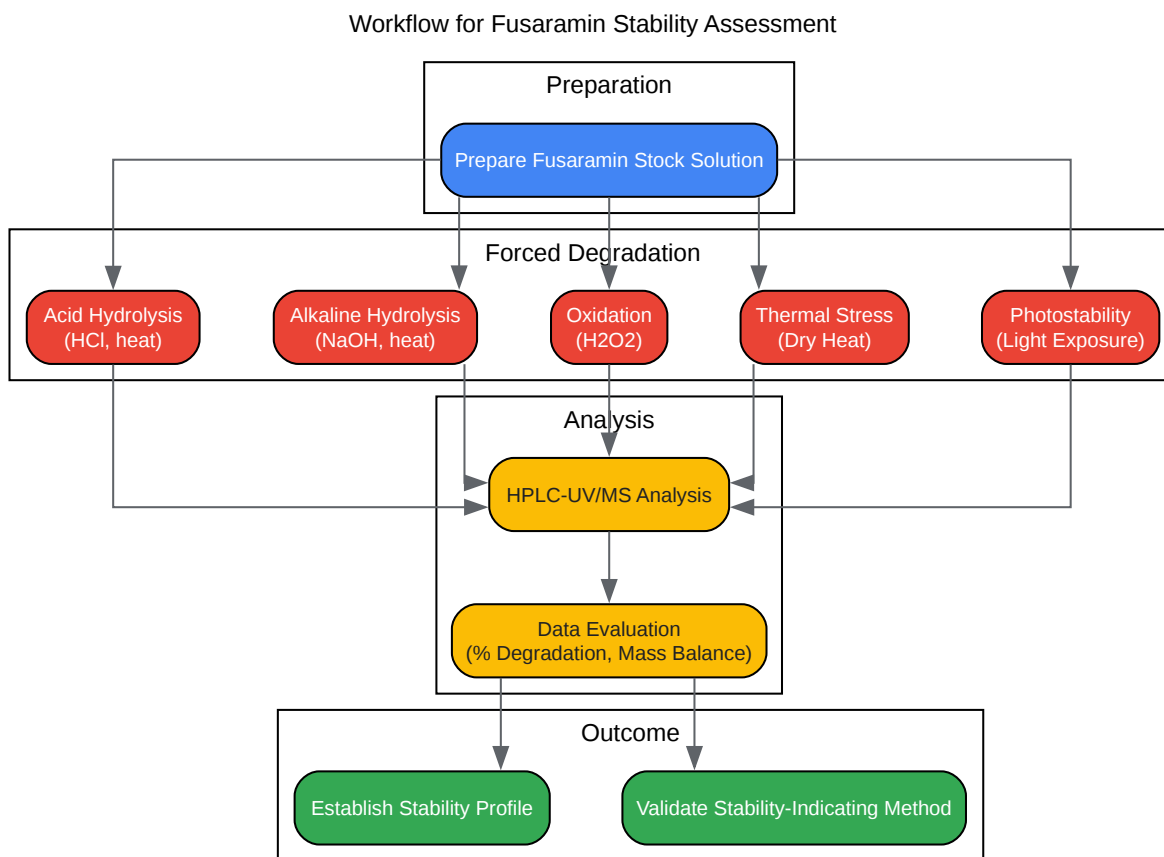 Workflow for Fusaramin Stability Assessment
Preparation
Prepare Fusaramin Stock Solution
Forced Degradation
Acid Hydrolysis
(HCl, heat)
Alkaline Hydrolysis
(NaOH, heat)
Oxidation
(H2O2)
Thermal Stress
(Dry Heat)
Photostability
(Light Exposure)
Analysis
HPLC-UV/MS Analysis
Data Evaluation
(% Degradation, Mass Balance)
Outcome
Establish Stability Profile
Validate Stability-Indicating Method